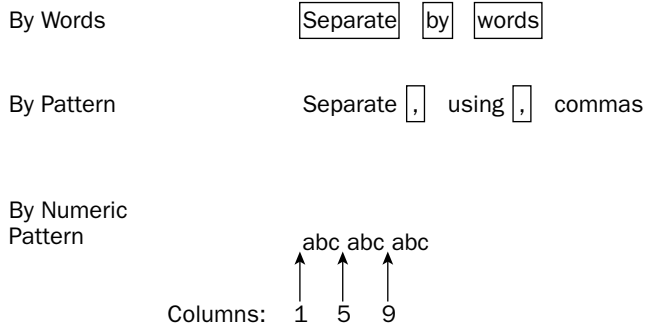 By Words Separate by words
By Pattern Separate , using , commas
By Numeric
Pattern
abc abc abc
Columns: 1 5 9